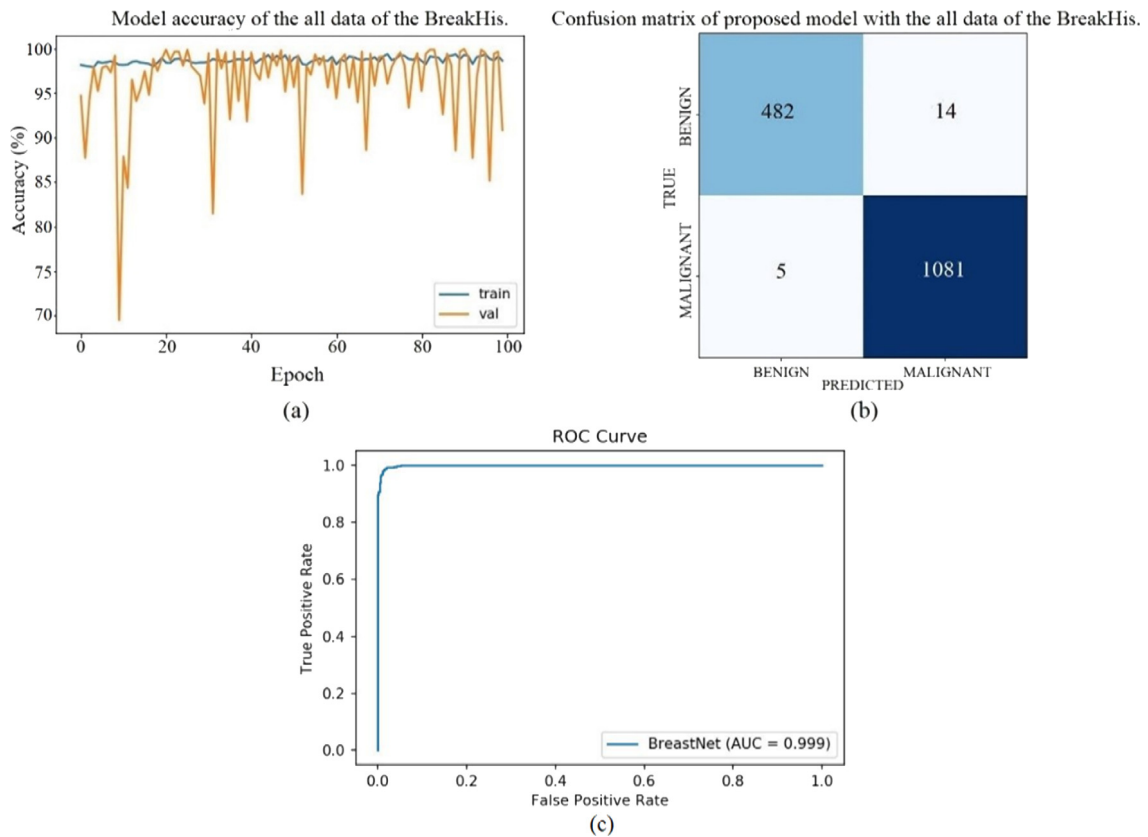 Model accuracy of the all data of the BreakHis.
100
95
90
85
80
75
70
Accuracy (%)
train
val
0 20 40 60 80 100
Epoch
(a)
Confusion matrix of proposed model with the all data of the BreakHis.
TRUE
BENIGN
482 14
MALIGNANT
5 1081
BENIGN MALIGNANT
PREDICTED
(b)
ROC Curve
1.0
0.8
0.6
0.4
0.2
0.0
True Positive Rate
BreastNet (AUC = 0.999)
0.0 0.2 0.4 0.6 0.8 1.0
False Positive Rate
(c)